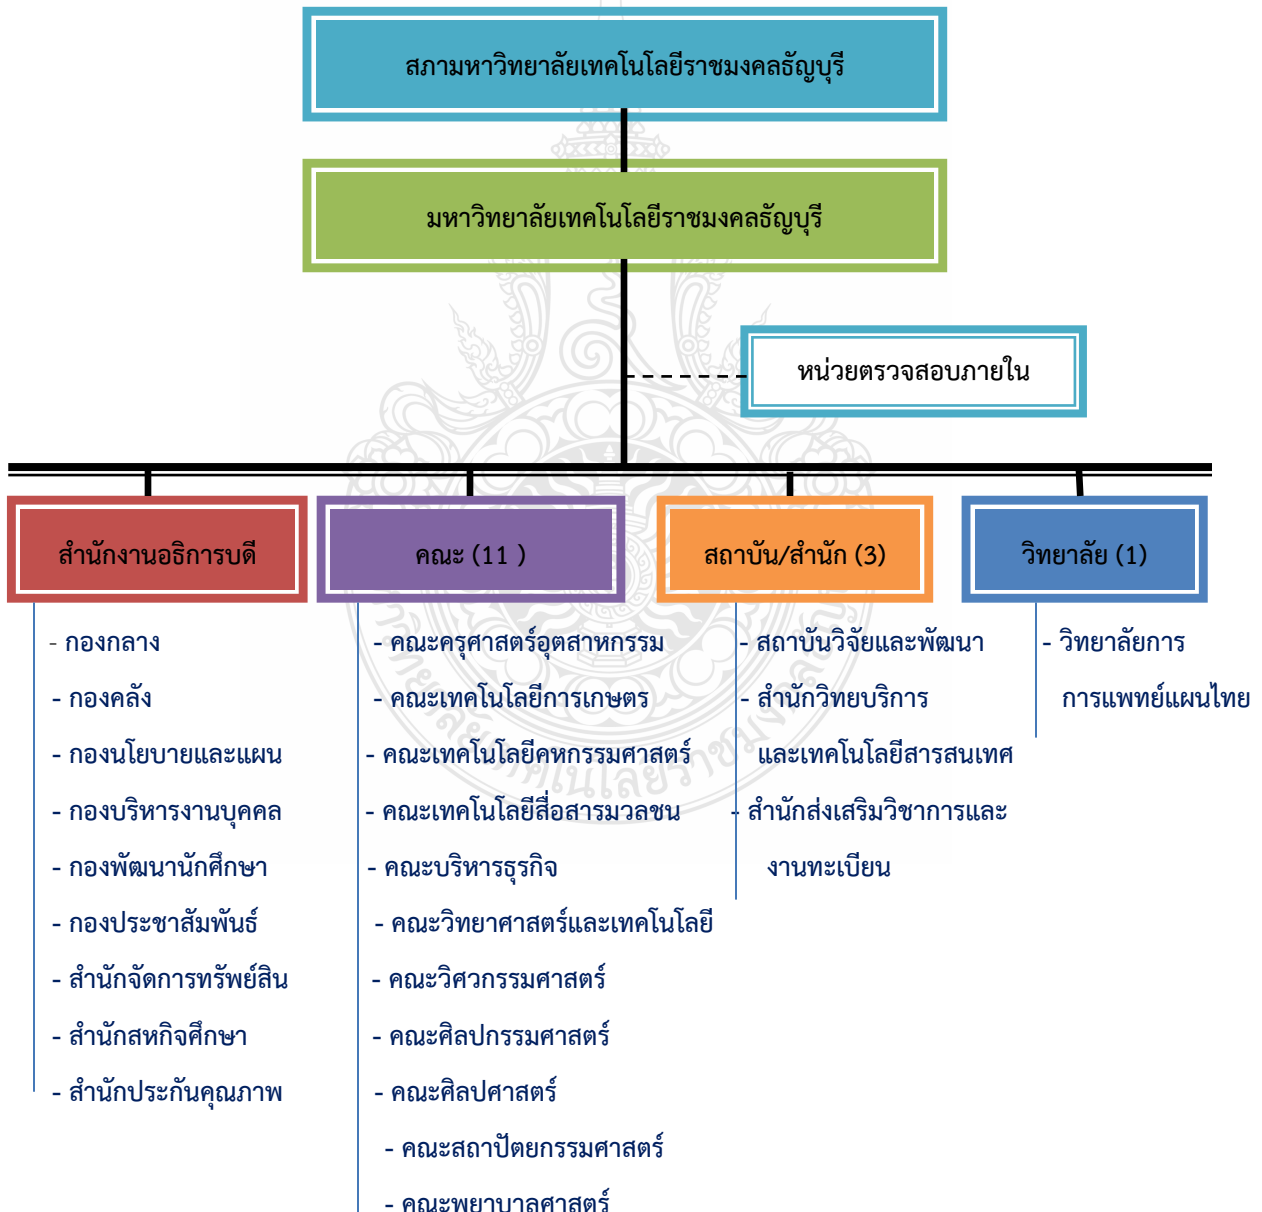 สภามหาวิทยาลัยเทคโนโลยีราชมงคลธัญบุรี
มหาวิทยาลัยเทคโนโลยีราชมงคลธัญบุรี
หน่วยตรวจสอบภายใน
สำนักงานอธิการบดี
- กองกลาง
- กองคลัง
- กองนโยบายและแผน
- กองบริหารงานบุคคล
- กองพัฒนานักศึกษา
- กองประชาสัมพันธ์
- สำนักจัดการทรัพย์สิน
- สำนักสหกิจศึกษา
- สำนักประกันคุณภาพ
คณะ (11 )
- คณะครุศาสตร์อุตสาหกรรม
- คณะเทคโนโลยีการเกษตร
- คณะเทคโนโลยีคหกรรมศาสตร์
- คณะเทคโนโลยีสื่อสารมวลชน
- คณะบริหารธุรกิจ
- คณะวิทยาศาสตร์และเทคโนโลยี
- คณะวิศวกรรมศาสตร์
- คณะศิลปกรรมศาสตร์
- คณะศิลปศาสตร์
- คณะสถาปัตยกรรมศาสตร์
- คณะพยาบาลศาสตร์
สถาบัน/สำนัก (3)
- สถาบันวิจัยและพัฒนา
- สำนักวิทยบริการ
และเทคโนโลยีสารสนเทศ
- สำนักส่งเสริมวิชาการและ
งานทะเบียน
วิทยาลัย (1)
- วิทยาลัยการ
การแพทย์แผนไทย